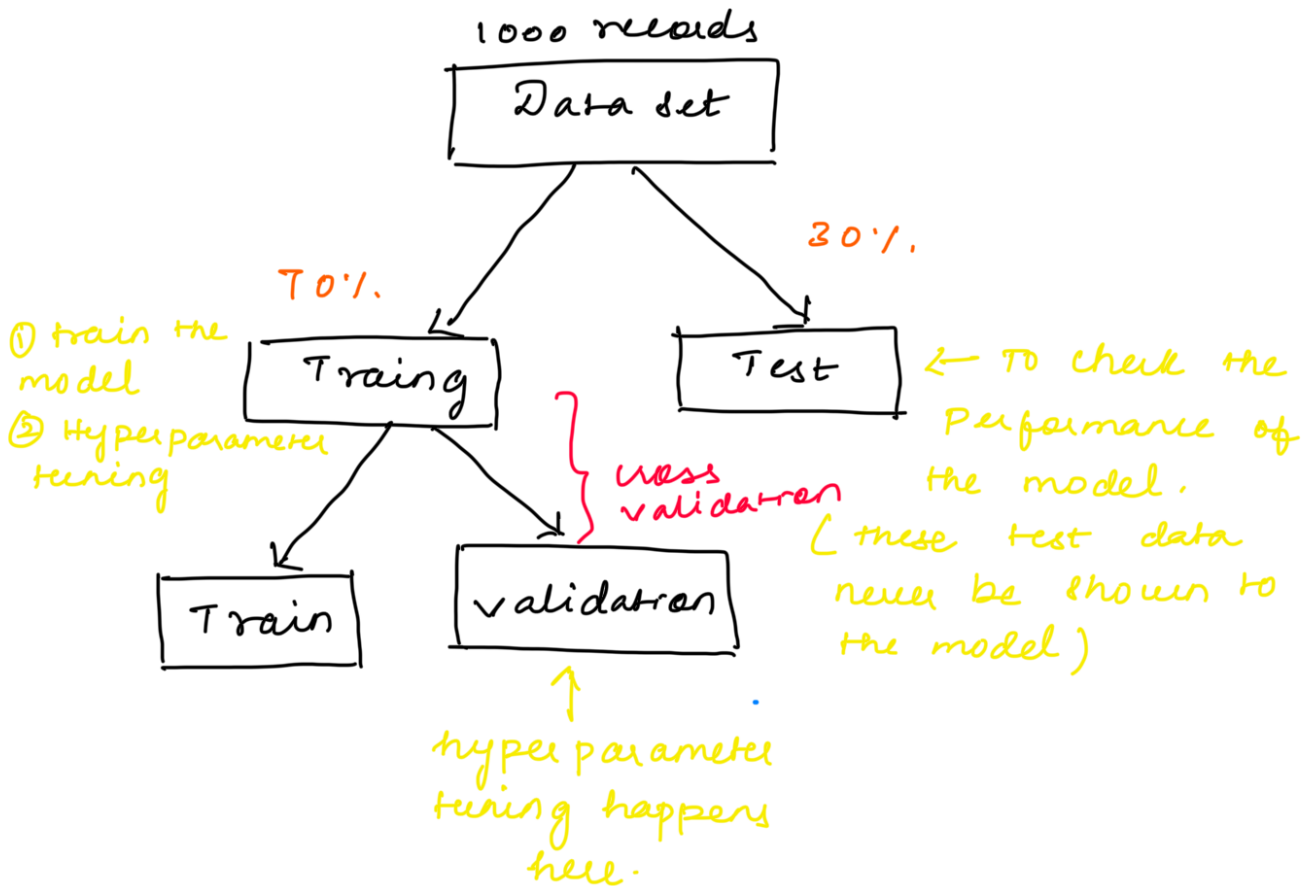 1000 records
Data set
70%.
30%.
① train the
model
② Hyperparameter
tuning
Traing
Test
← To check the
Performance of
the model.
(these test data
never be shown to
the model)
cross
validation
Train
validation
hyper parameter
tuning happens
here.